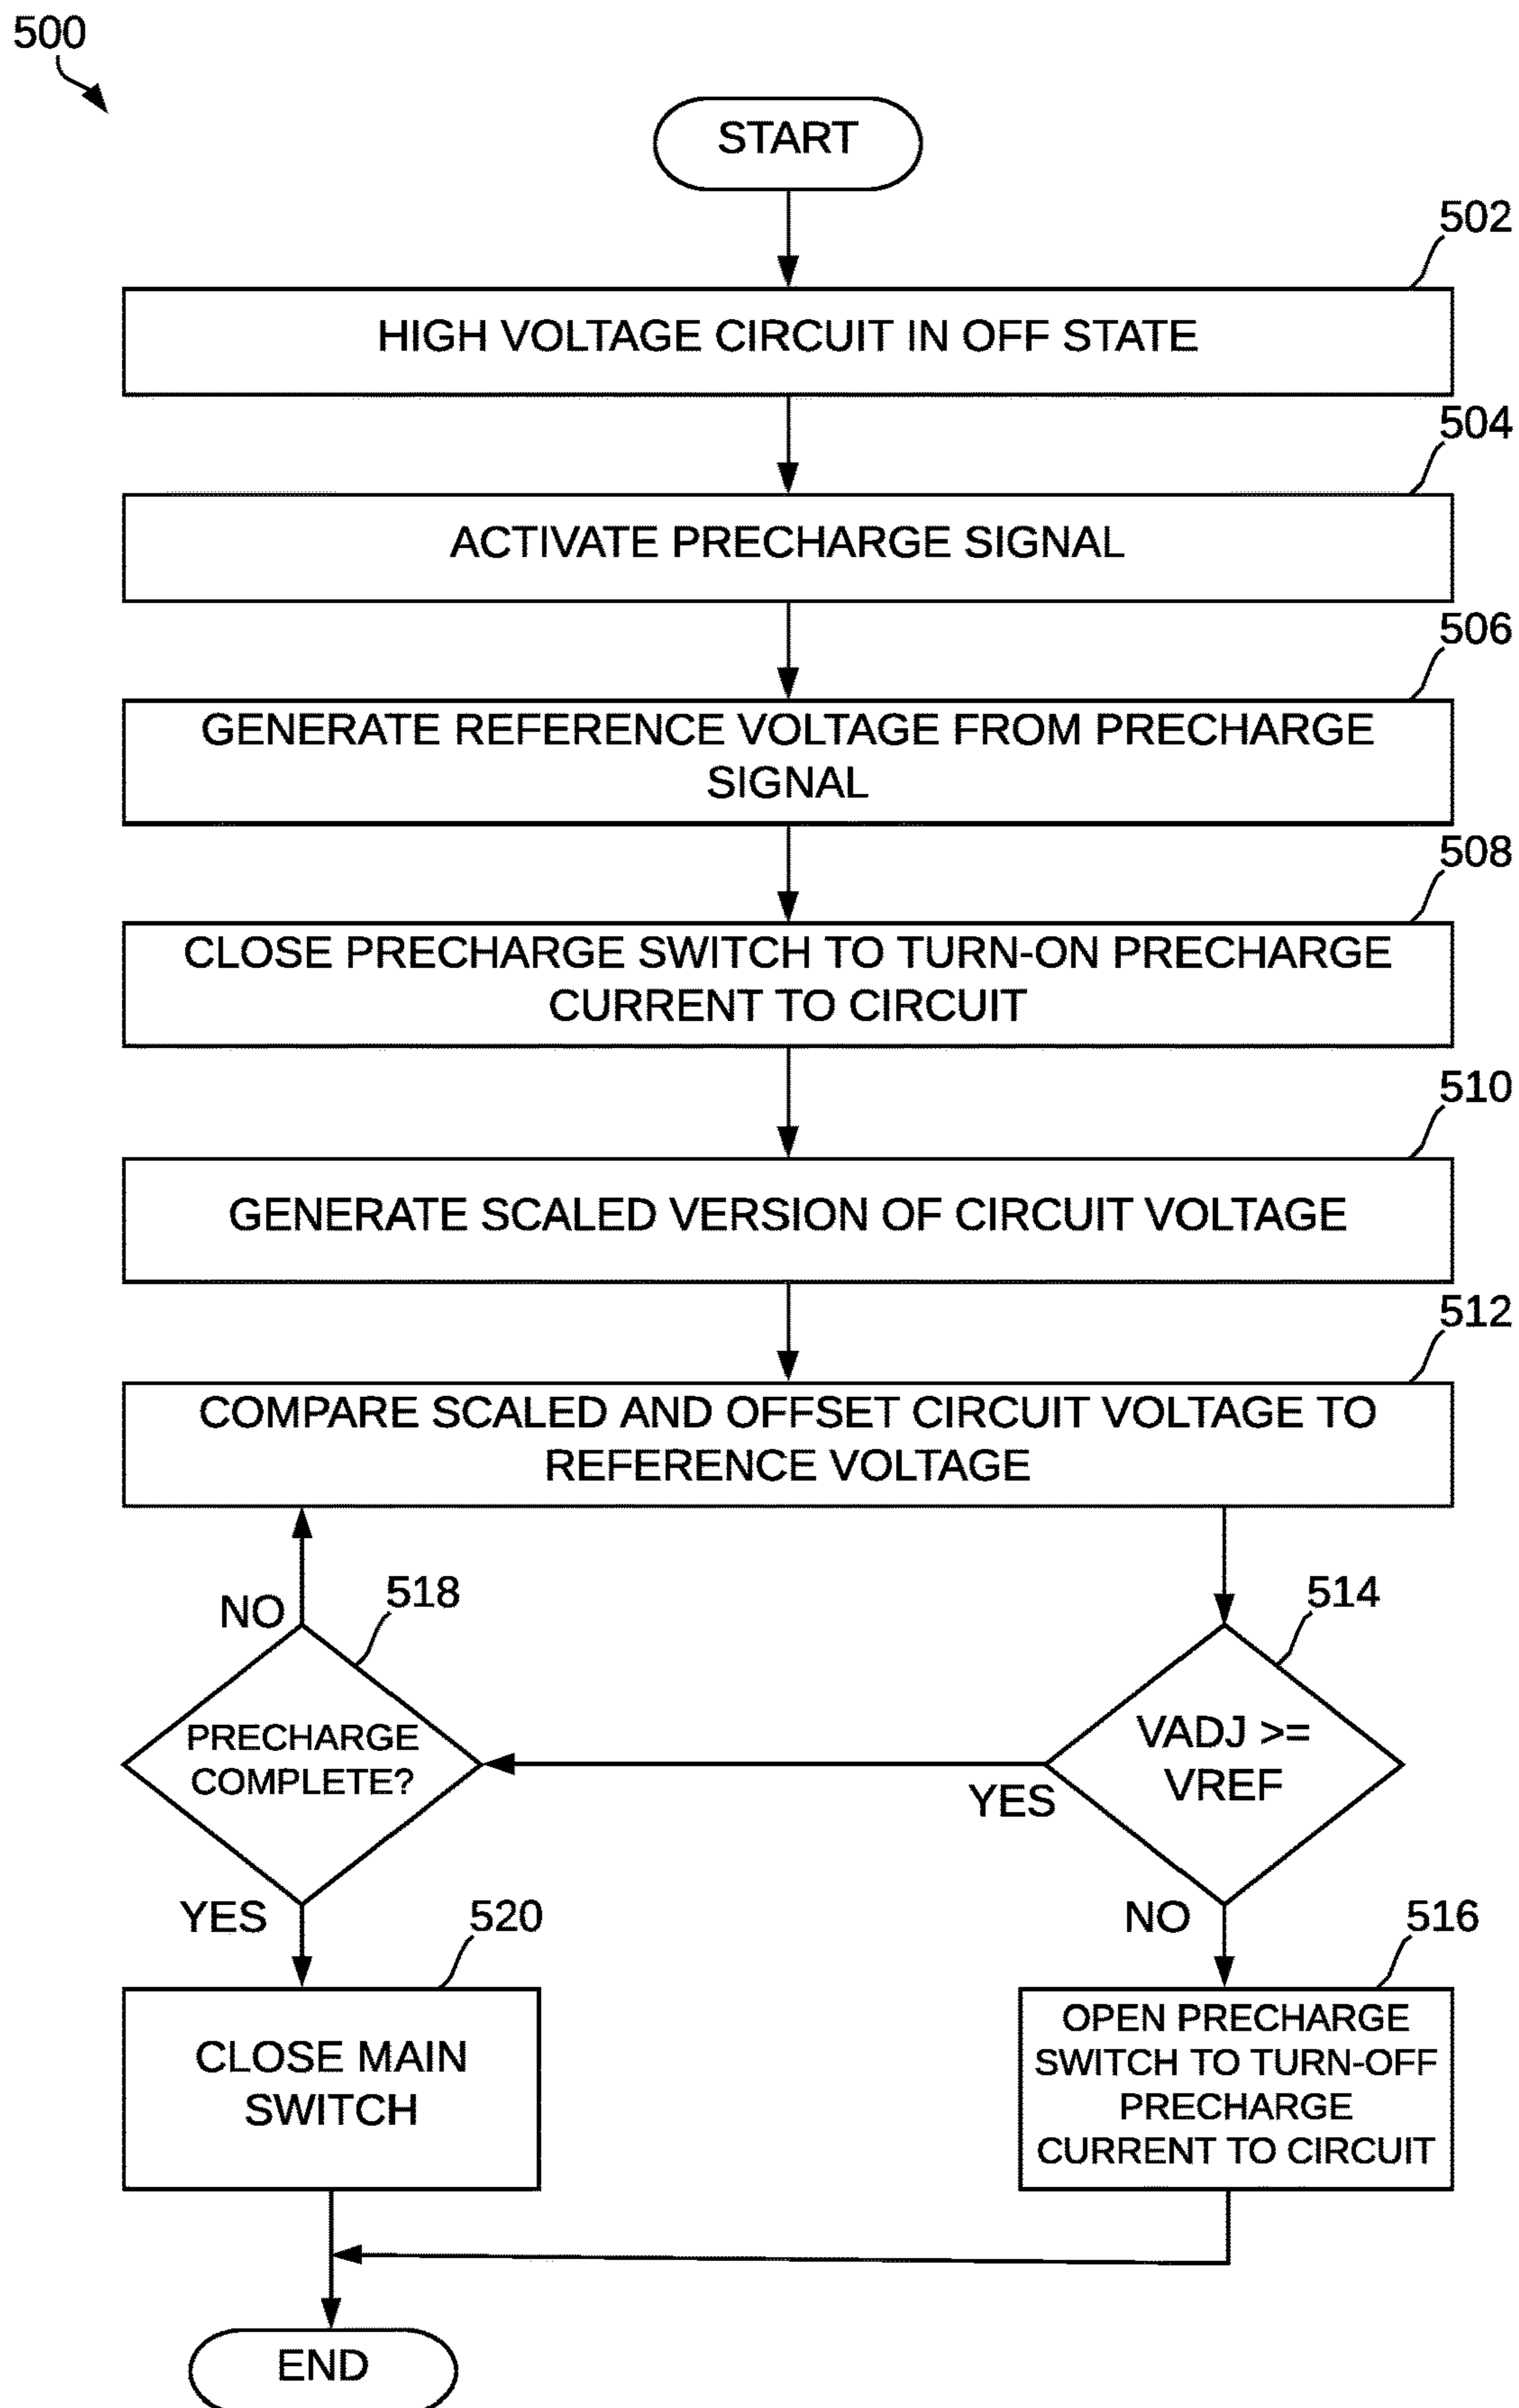 500
START
502
HIGH VOLTAGE CIRCUIT IN OFF STATE
504
ACTIVATE PRECHARGE SIGNAL
506
GENERATE REFERENCE VOLTAGE FROM PRECHARGE
SIGNAL
508
CLOSE PRECHARGE SWITCH TO TURN-ON PRECHARGE
CURRENT TO CIRCUIT
510
GENERATE SCALED VERSION OF CIRCUIT VOLTAGE
512
COMPARE SCALED AND OFFSET CIRCUIT VOLTAGE TO
REFERENCE VOLTAGE
NO
518
514
PRECHARGE
COMPLETE?
VADJ >=
VREF
YES
YES
520
NO
516
CLOSE MAIN
SWITCH
OPEN PRECHARGE
SWITCH TO TURN-OFF
PRECHARGE
CURRENT TO CIRCUIT
END